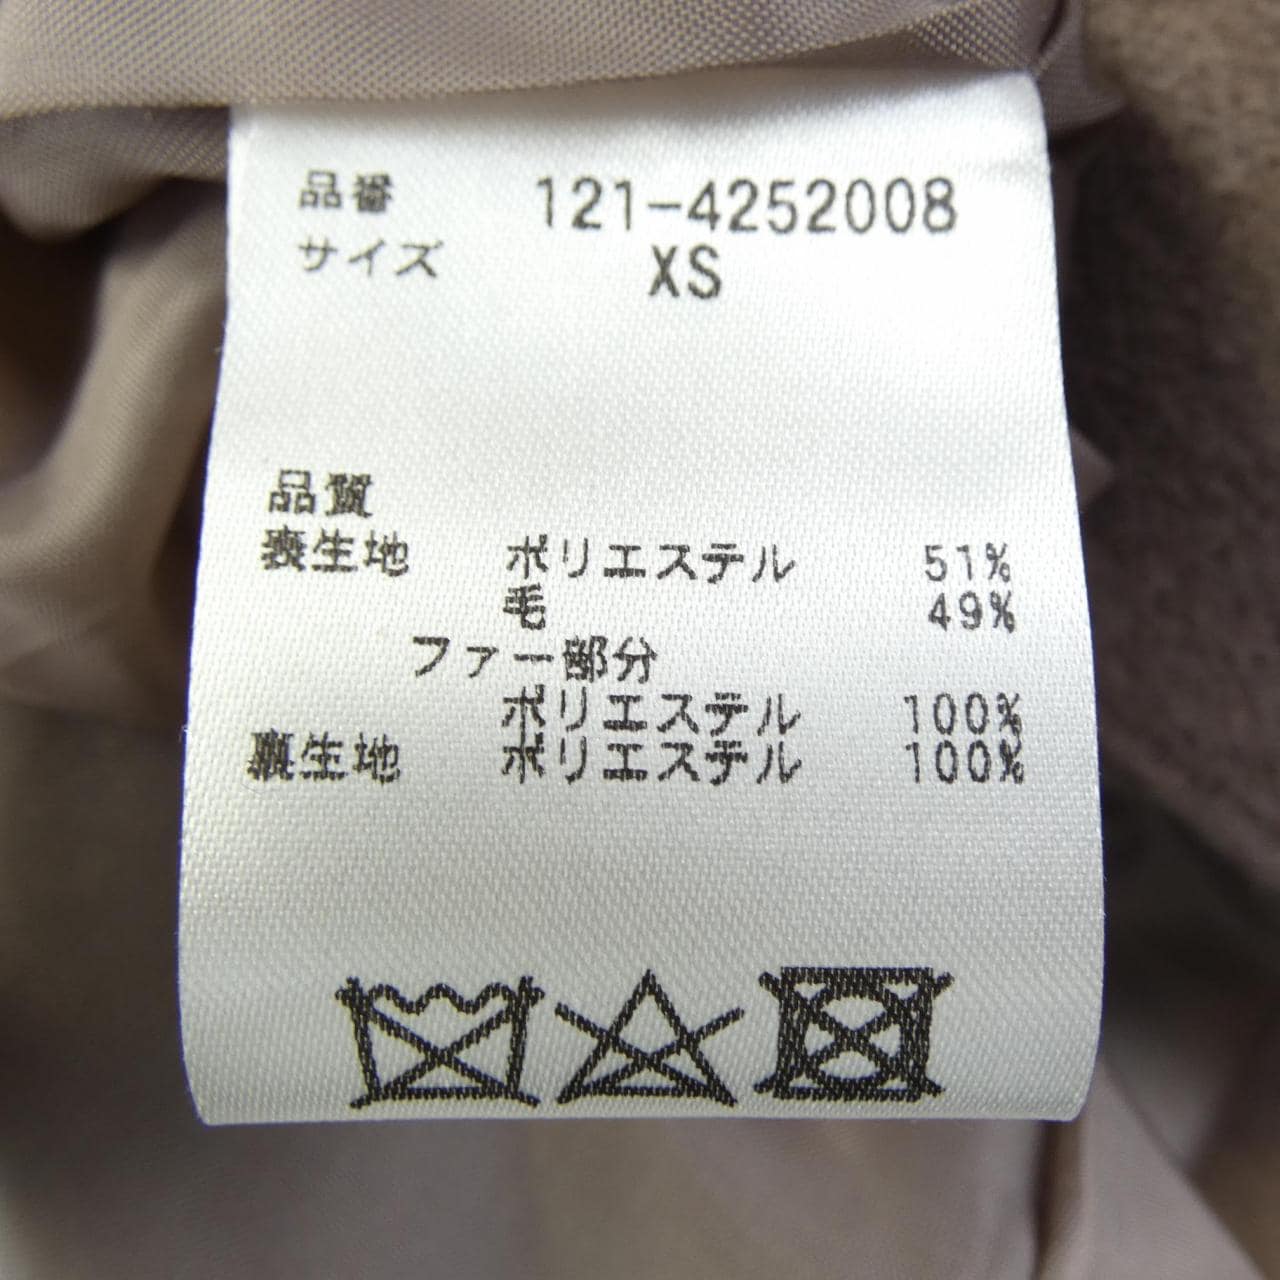 品番 121-4252008
サイズ XS
品質
表生地 ポリエステル 51%
毛 49%
ファー部分
ポリエステル 100%
裏生地 ポリエステル 100%